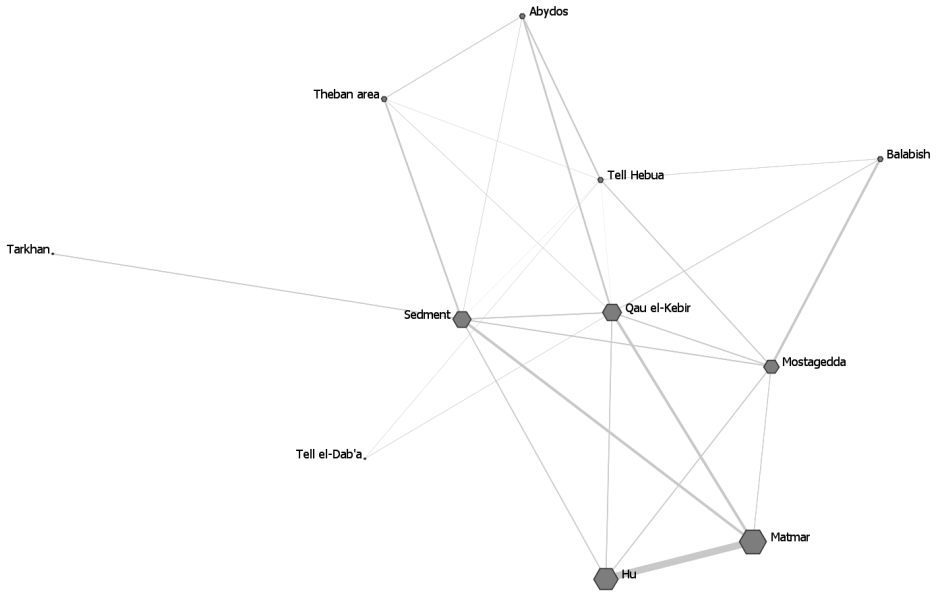 Abydos
Theban area
Balabish
Tell Hebua
Tarkhan
Sedment
Qau el-Kebir
Mostagedda
Tell el-Dab'a
Matmar
Hu